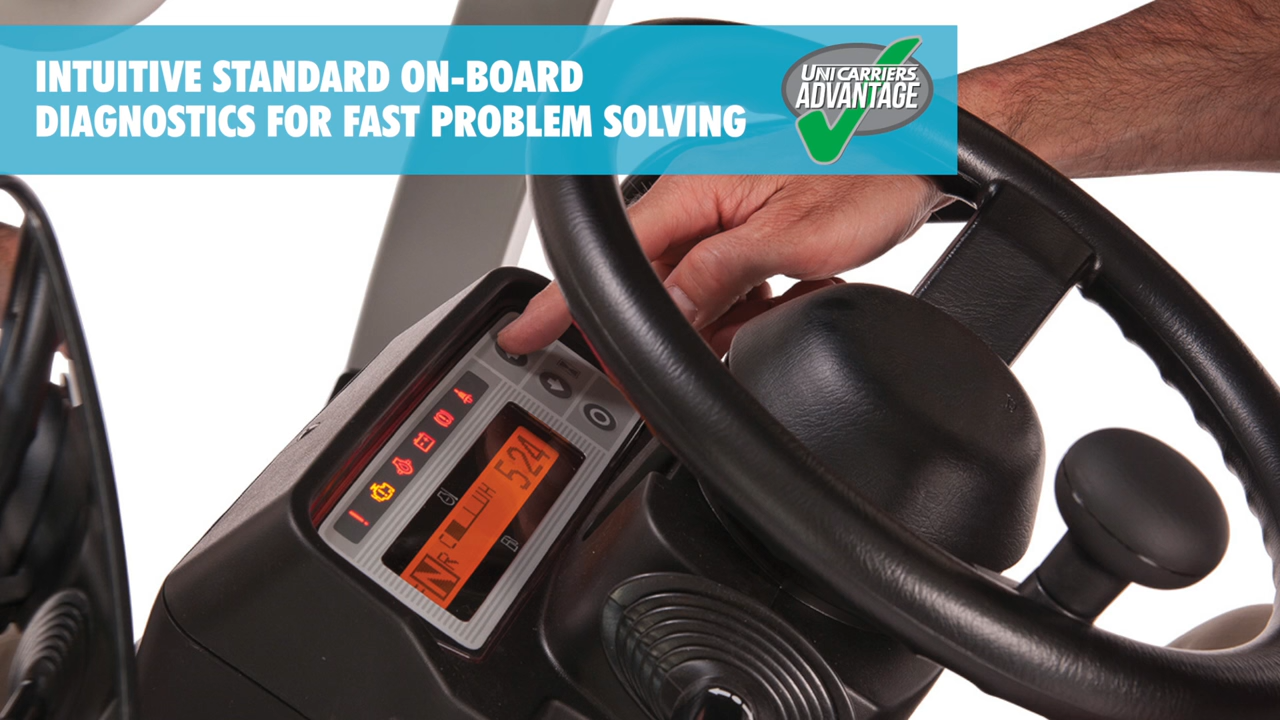 INTUITIVE STANDARD ON-BOARD
DIAGNOSTICS FOR FAST PROBLEM SOLVING
UNICARRIERS
ADVANTAGE
524
N
R
C
H